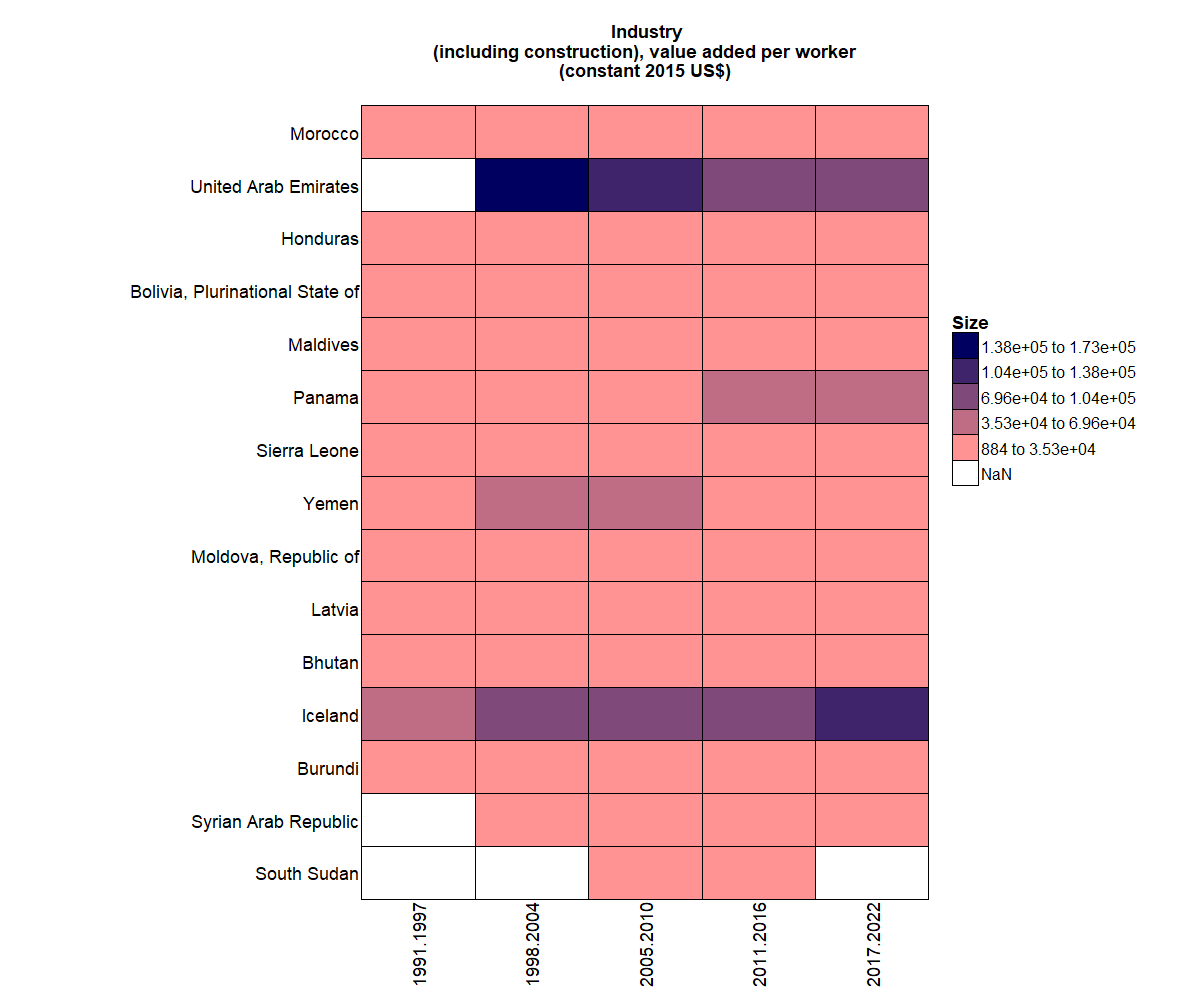 Industry
(including construction), value added per worker
(constant 2015 US$)
Morocco
United Arab Emirates
Honduras
Bolivia, Plurinational State of
Maldives
Panama
Sierra Leone
Yemen
Moldova, Republic of
Latvia
Bhutan
Iceland
Burundi
Syrian Arab Republic
South Sudan
1991.1997
1998.2004
2005.2010
2011.2016
2017.2022
Size
1.38e+05 to 1.73e+05
1.04e+05 to 1.38e+05
6.96e+04 to 1.04e+05
3.53e+04 to 6.96e+04
884 to 3.53e+04
NaN